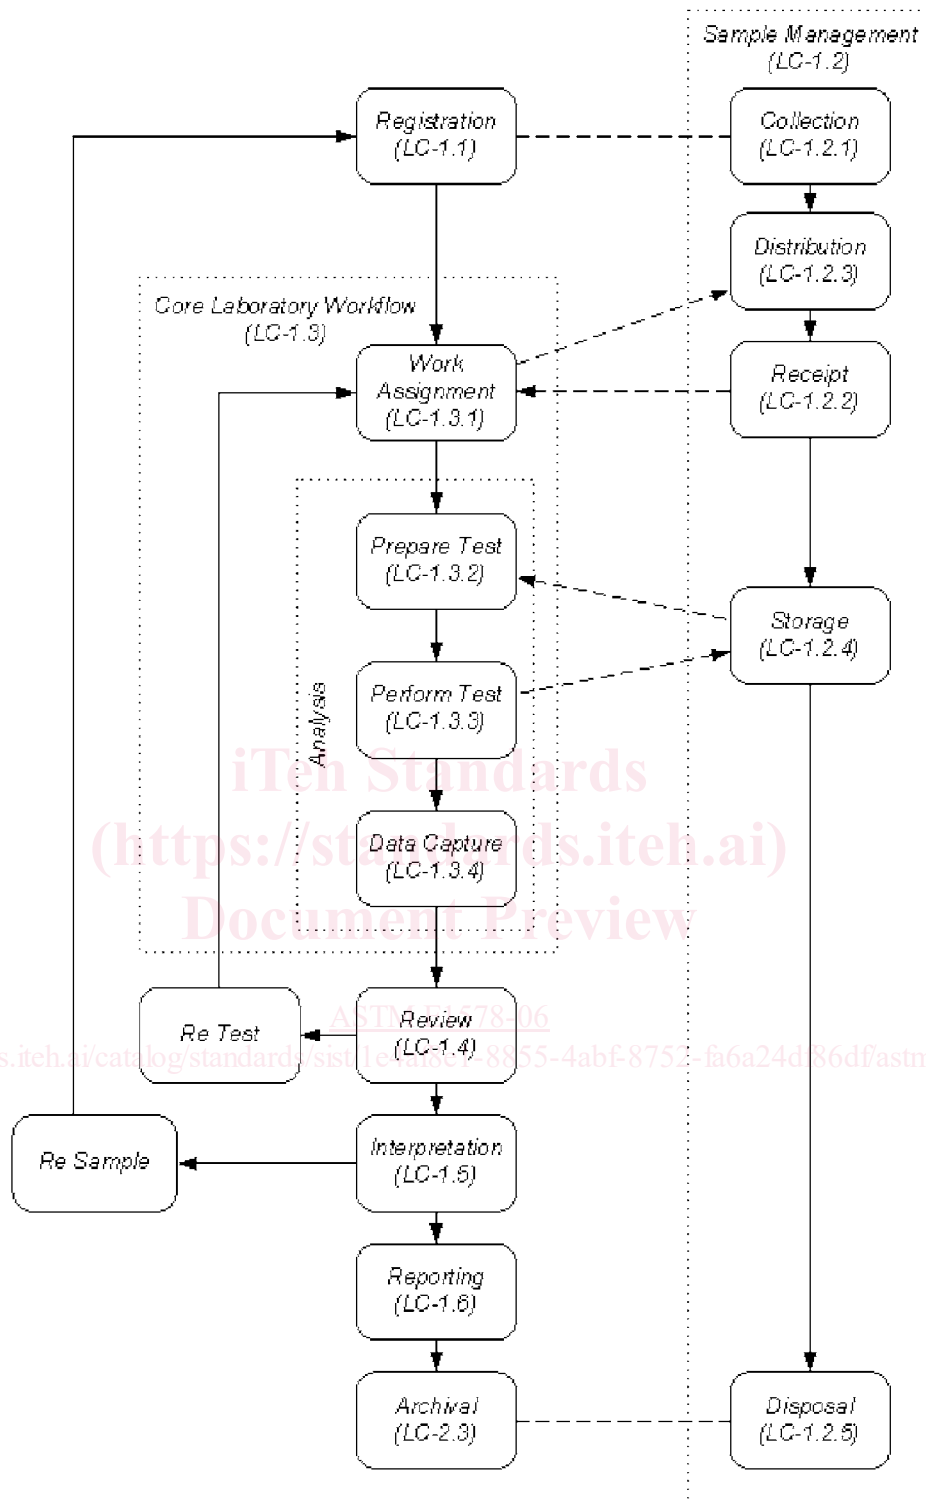 Sample Management
(LC-1.2)
Registration
(LC-1.1)
Collection
(LC-1.2.1)
Distribution
(LC-1.2.3)
Core Laboratory Workflow
(LC-1.3)
Work
Assignment
(LC-1.3.1)
Receipt
(LC-1.2.2)
Prepare Test
(LC-1.3.2)
Storage
(LC-1.2.4)
Analysis
Perform Test
(LC-1.3.3)
iTeh Standards
(https://standards.iteh.ai)
Document Preview
Data Capture
(LC-1.3.4)
Re Test
Review
(LC-1.4)
ASTM E1578-06
Re Sample
Interpretation
(LC-1.5)
Reporting
(LC-1.6)
Archival
(LC-2.3)
Disposal
(LC-1.2.5)